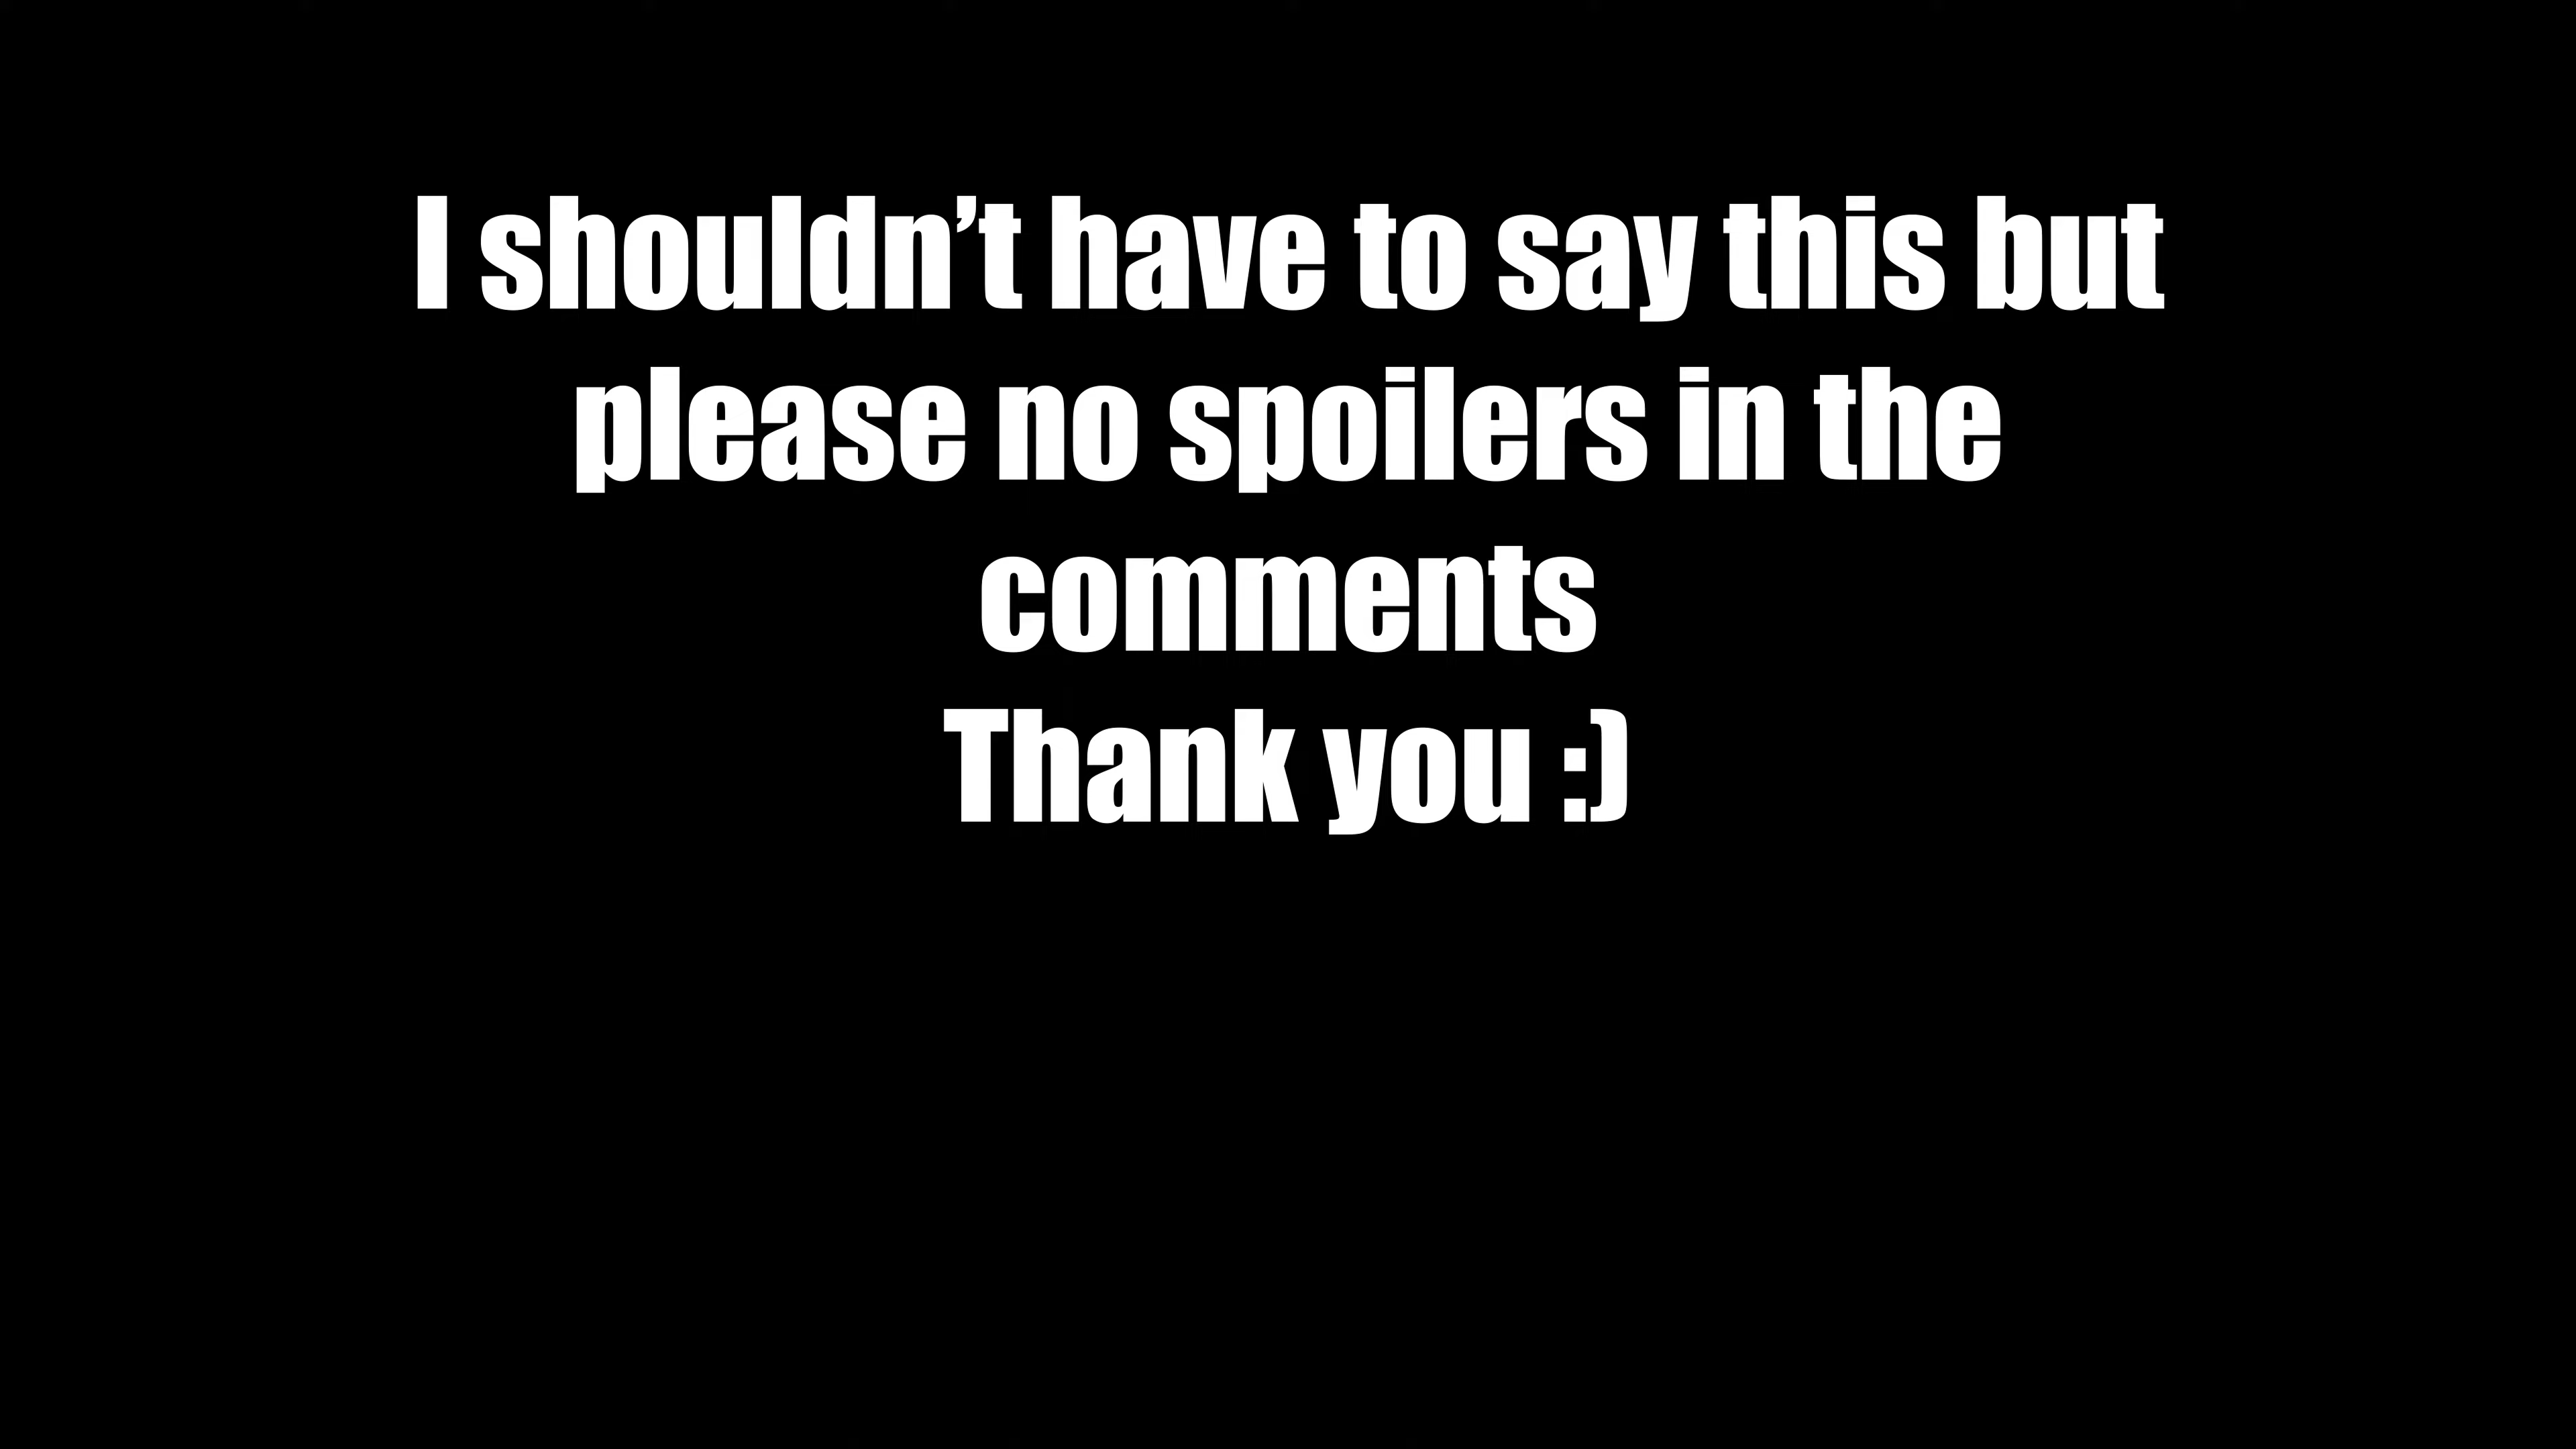 I shouldn’t have to say this but
please no spoilers in the
comments
Thank you :)